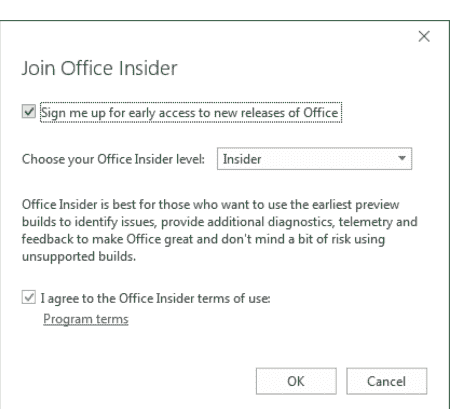 Join Office Insider
Sign me up for early access to new releases of Office
Choose your Office Insider level: Insider
Office Insider is best for those who want to use the earliest preview
builds to identify issues, provide additional diagnostics, telemetry and
feedback to make Office great and don't mind a bit of risk using
unsupported builds.
I agree to the Office Insider terms of use:
Program terms
OK Cancel